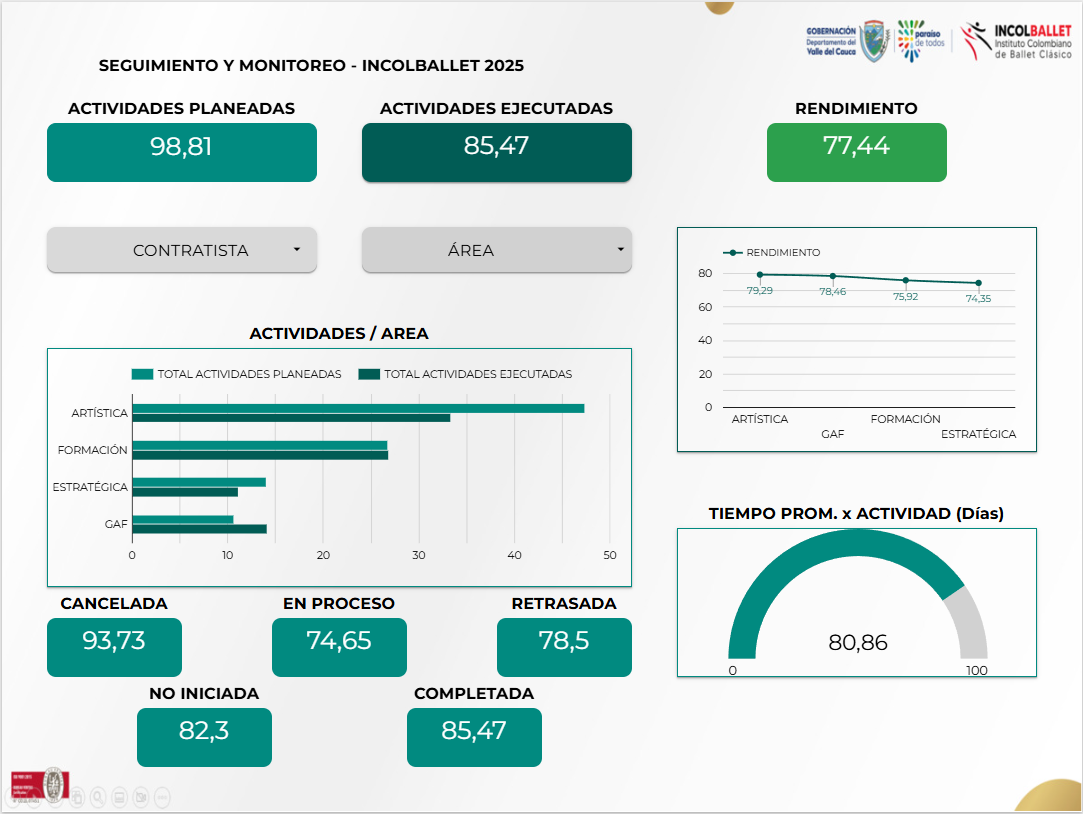 GOBERNACIÓN
Departamento del
Valle del Cauca
paraíso
de todos
INCOLBALLET
Instituto Colombiano
de Ballet Clásico
SEGUIMIENTO Y MONITOREO - INCOLBALLET 2025
ACTIVIDADES PLANEADAS
98,81
ACTIVIDADES EJECUTADAS
85,47
RENDIMIENTO
77,44
CONTRATISTA
ÁREA
RENDIMIENTO
80
60
40
20
0
79,29
78,46
75,92
74,35
ARTÍSTICA
GAF
FORMACIÓN
ESTRATÉGICA
ACTIVIDADES / AREA
TOTAL ACTIVIDADES PLANEADAS
TOTAL ACTIVIDADES EJECUTADAS
ARTÍSTICA
FORMACIÓN
ESTRATÉGICA
GAF
0 10 20 30 40 50
TIEMPO PROM. x ACTIVIDAD (Días)
80,86
0 100
CANCELADA
93,73
EN PROCESO
74,65
RETRASADA
78,5
NO INICIADA
82,3
COMPLETADA
85,47